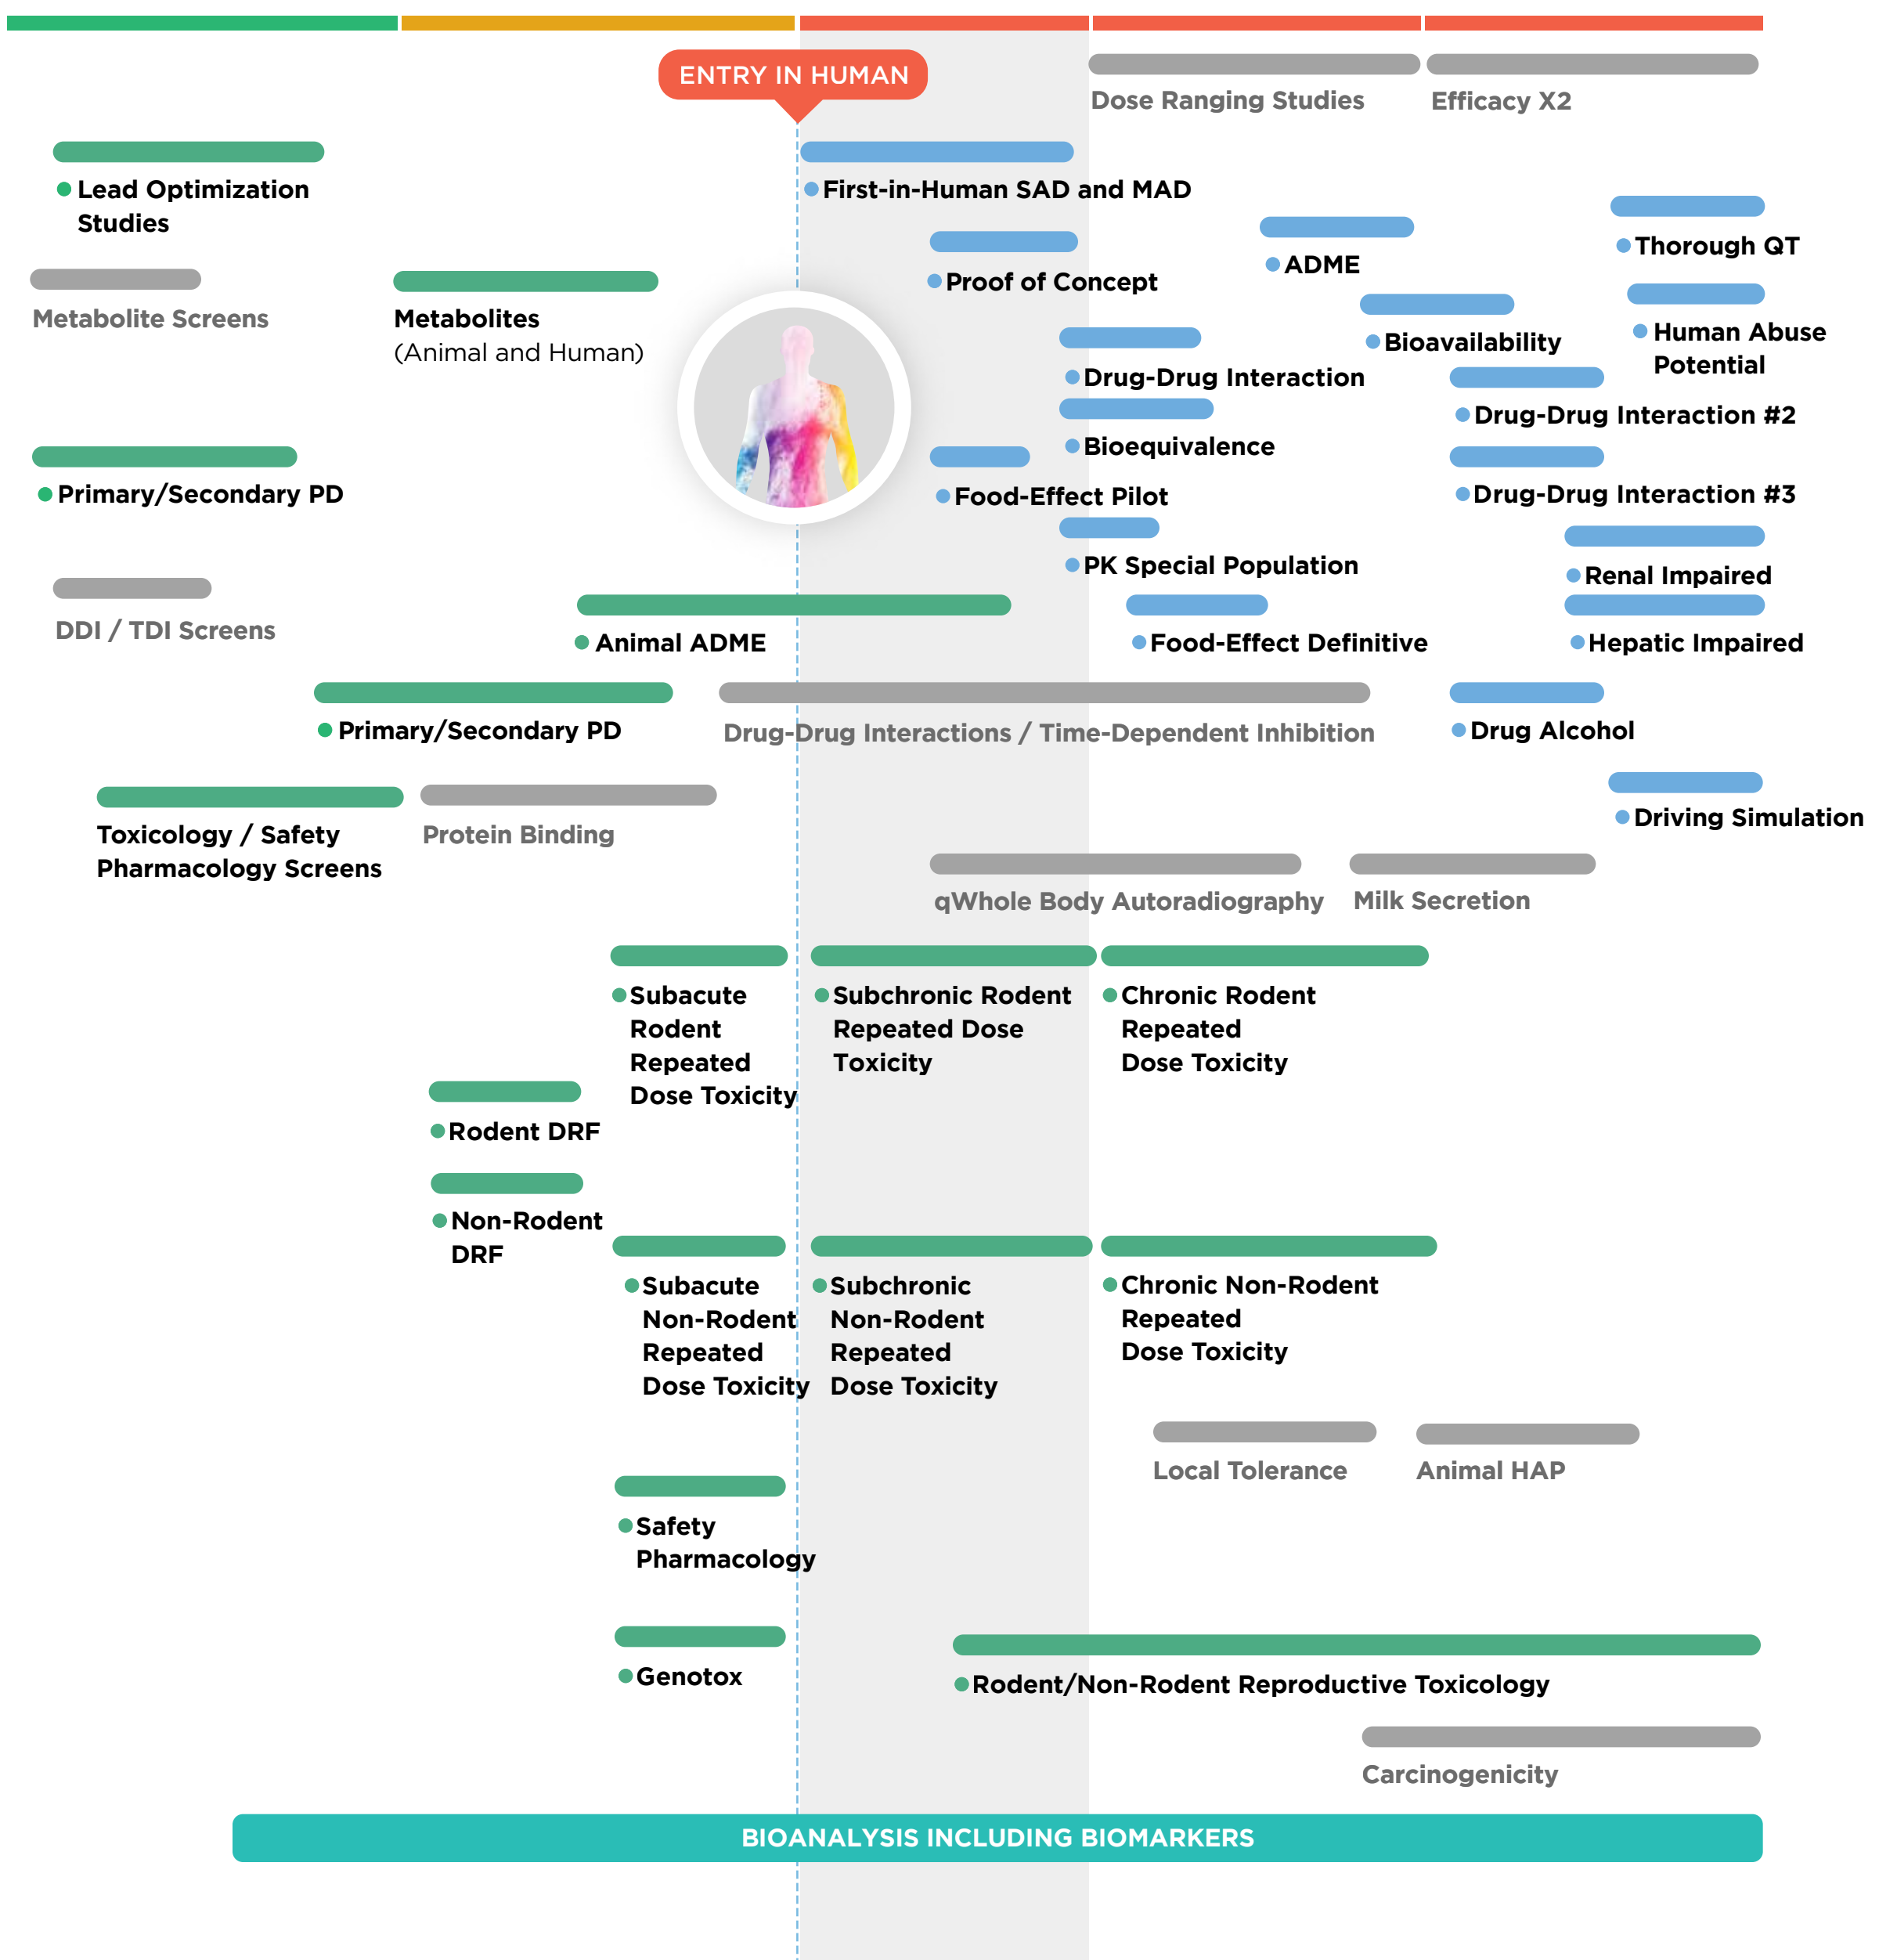 ENTRY IN HUMAN
Dose Ranging Studies
Efficacy X2
Lead Optimization
Studies
First-in-Human SAD and MAD
Thorough QT
ADME
Proof of Concept
Metabolite Screens
Metabolites
(Animal and Human)
Human Abuse
Potential
Bioavailability
Drug-Drug Interaction
Drug-Drug Interaction #2
Bioequivalence
Primary/Secondary PD
Food-Effect Pilot
Drug-Drug Interaction #3
PK Special Population
Renal Impaired
DDI / TDI Screens
Animal ADME
Food-Effect Definitive
Hepatic Impaired
Primary/Secondary PD
Drug-Drug Interactions / Time-Dependent Inhibition
Drug Alcohol
Driving Simulation
Toxicology / Safety
Pharmacology Screens
Protein Binding
qWhole Body Autoradiography
Milk Secretion
Subacute
Rodent
Repeated
Dose Toxicity
Subchronic Rodent
Repeated Dose
Toxicity
Chronic Rodent
Repeated
Dose Toxicity
Rodent DRF
Non-Rodent
DRF
Subacute
Non-Rodent
Repeated
Dose Toxicity
Subchronic
Non-Rodent
Repeated
Dose Toxicity
Chronic Non-Rodent
Repeated
Dose Toxicity
Local Tolerance
Animal HAP
Safety
Pharmacology
Genotox
Rodent/Non-Rodent Reproductive Toxicology
Carcinogenicity
BIOANALYSIS INCLUDING BIOMARKERS